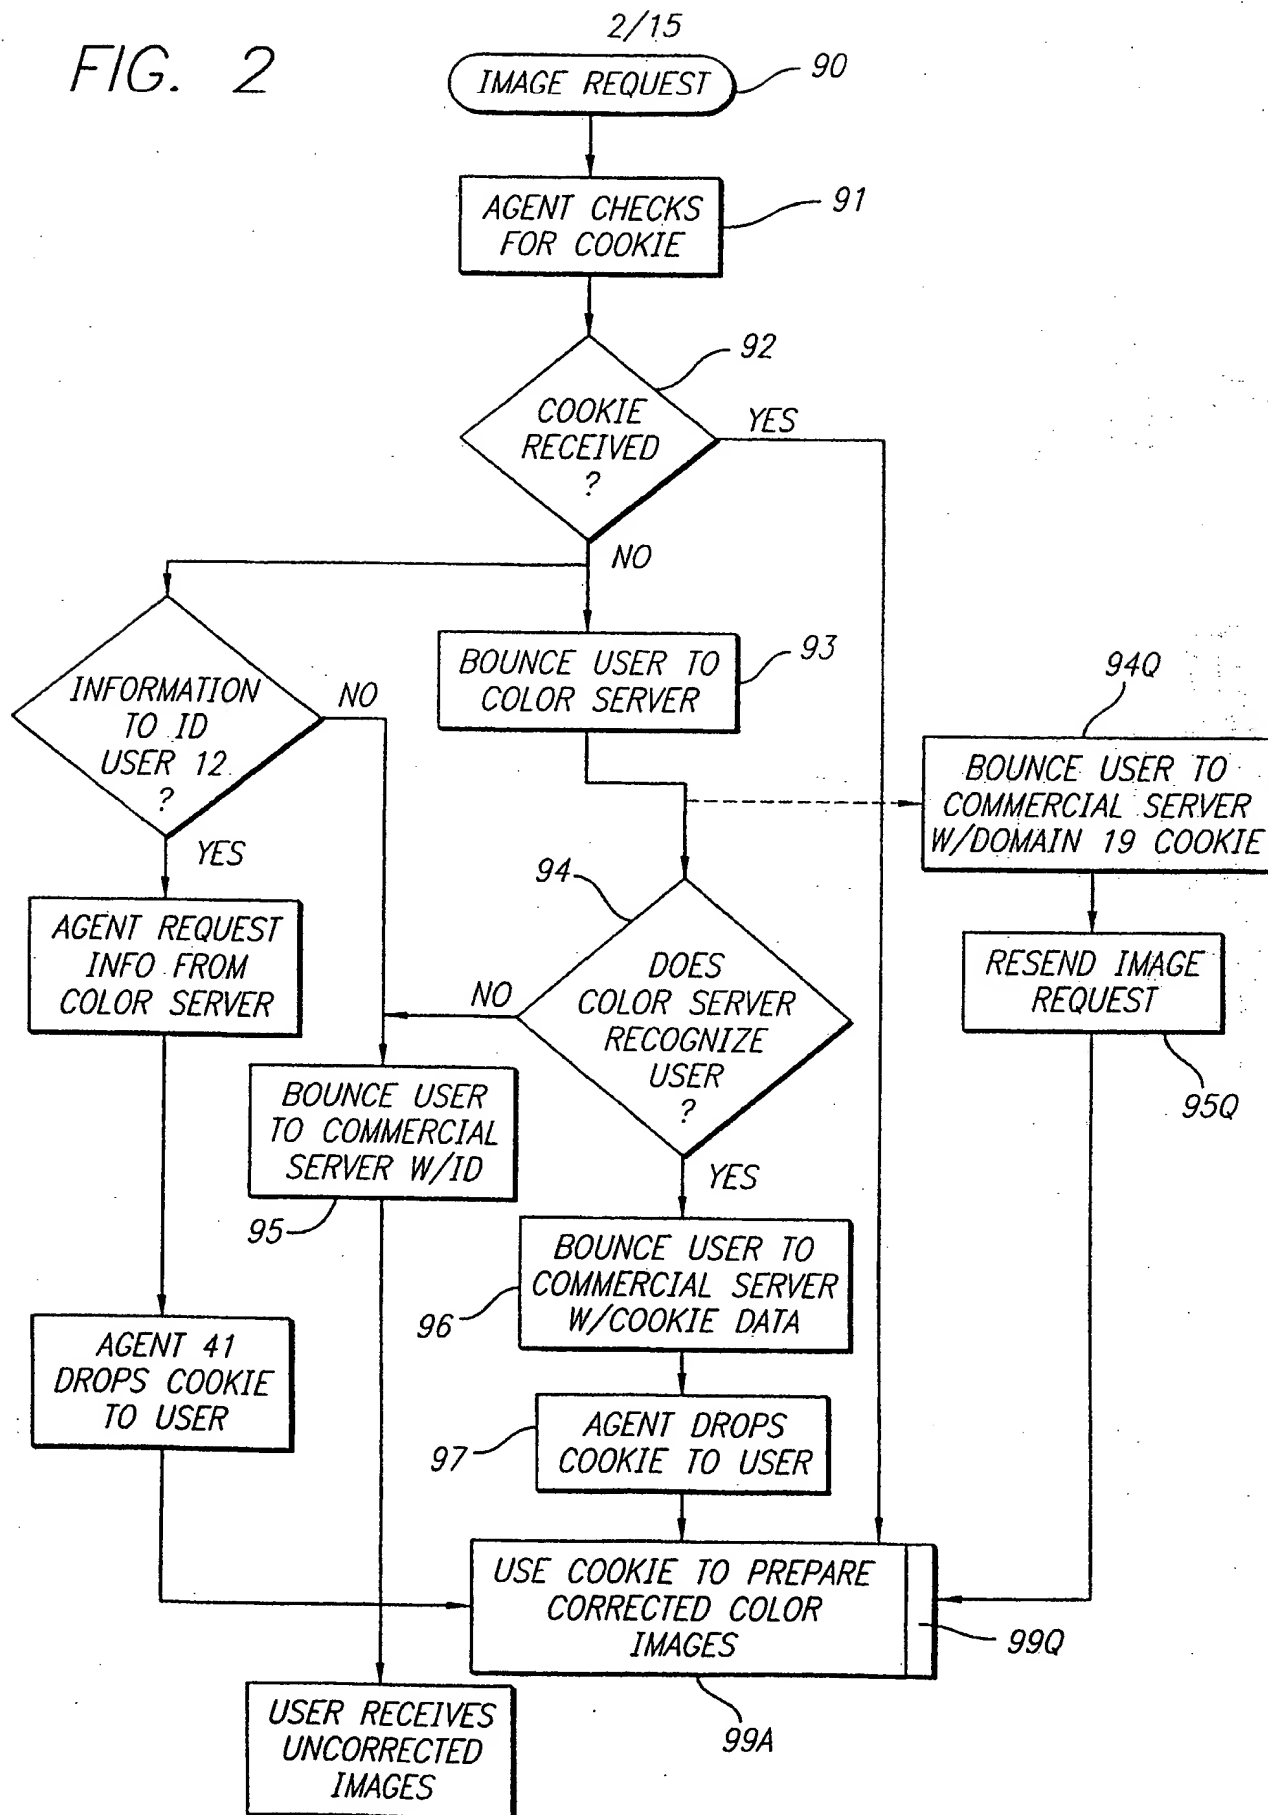 2/15
FIG. 2
IMAGE REQUEST
90
AGENT CHECKS
FOR COOKIE
91
92
COOKIE
RECEIVED
?
YES
NO
INFORMATION
TO ID
USER 12
?
NO
YES
BOUNCE USER TO
COLOR SERVER
93
94Q
BOUNCE USER TO
COMMERCIAL SERVER
W/DOMAIN 19 COOKIE
94
DOES
COLOR SERVER
RECOGNIZE
USER
?
NO
YES
AGENT REQUEST
INFO FROM
COLOR SERVER
RESEND IMAGE
REQUEST
95Q
BOUNCE USER
TO COMMERCIAL
SERVER W/ID
95
BOUNCE USER TO
COMMERCIAL SERVER
W/COOKIE DATA
96
AGENT 41
DROPS COOKIE
TO USER
AGENT DROPS
COOKIE TO USER
97
USE COOKIE TO PREPARE
CORRECTED COLOR
IMAGES
99Q
99A
USER RECEIVES
UNCORRECTED
IMAGES